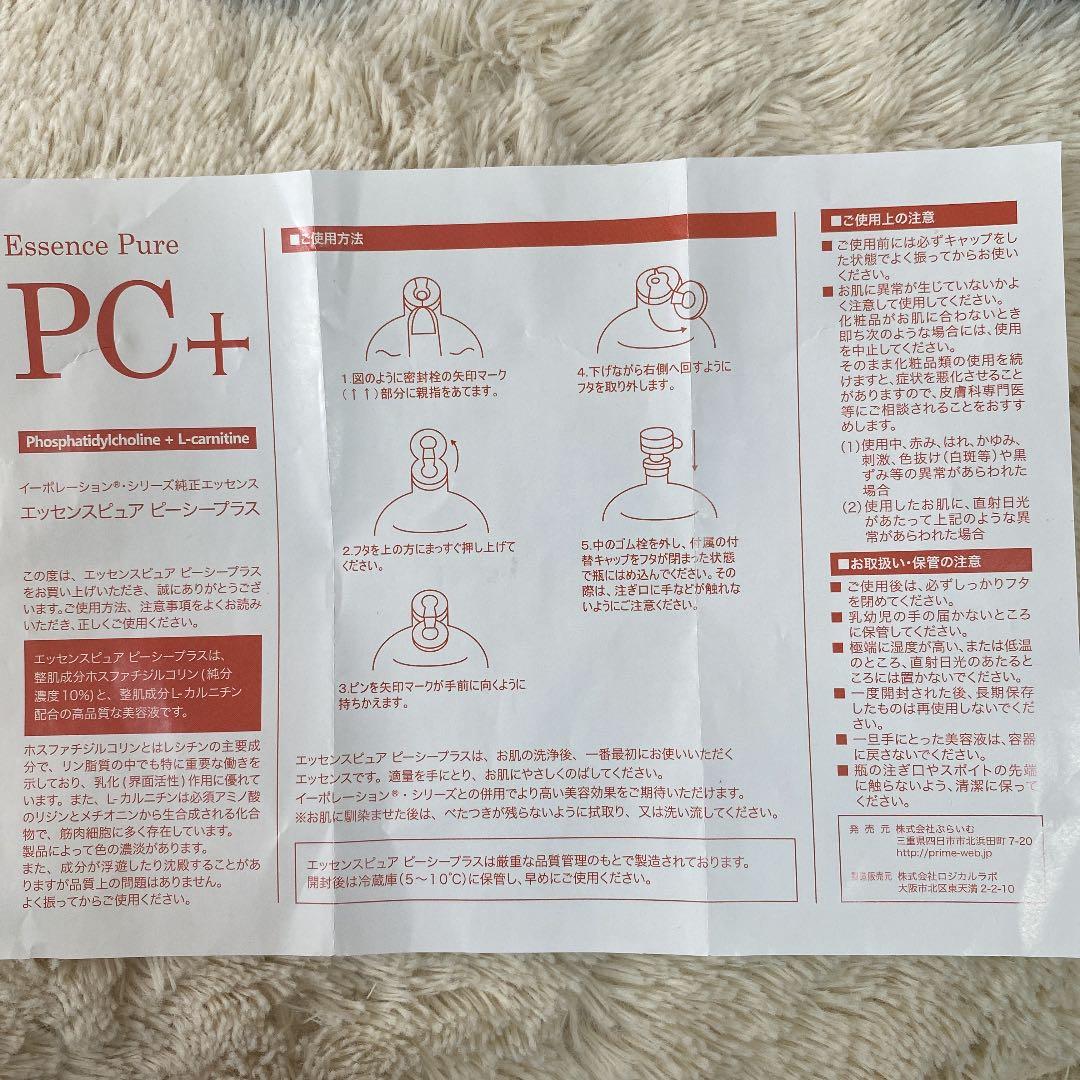 Essence Pure
PC+
Phosphatidylcholine + L-carnitine
イーポレーション®・シリーズ純正エッセンス
エッセンスピュア ピーシープラス
この度は、エッセンスピュア ピーシープラス
をお買い上げいただき、誠にありがとうござ
います。ご使用方法、注意事項をよくお読み
いただき、正しくご使用ください。
エッセンスピュア ピーシープラスは、
整肌成分ホスファチジルコリン(純分
濃度10%)と、整肌成分L-カルニチン
配合の高品質な美容液です。
ホスファチジルコリンとはレシチンの主要成
分で、リン脂質の中でも特に重要な働きを
示しており、乳化(界面活性)作用に優れて
います。また、L-カルニチンは必須アミノ酸
のリジンとメチオニンから生合成される化合
物で、筋肉細胞に多く存在しています。
製品によって色の濃淡があります。
また、成分が浮遊したり沈殿することがあ
りますが品質上の問題はありません。
よく振ってからご使用ください。
■ご使用方法
1.図のように密封栓の矢印マーク
(↑↑)部分に親指をあてます。
2.フタを上の方にまっすぐ押し上げて
ください。
3.ピンを矢印マークが手前に向くように
持ちかえます。
4.下げながら右側へ回すように
フタを取り外します。
5.中のゴム栓を外し、付属の付
替キャップをフタが閉まった状態
で瓶にはめ込んでください。その
際は、注ぎ口に手などが触れな
いようにご注意ください。
エッセンスピュア ピーシープラスは、お肌の洗浄後、一番最初にお使いいただく
エッセンスです。適量を手にとり、お肌にやさしくのばしてください。
イーポレーション®・シリーズとの併用でより高い美容効果をご期待いただけます。
※お肌に馴染ませた後は、べたつきが残らないように拭取り、又は洗い流してください。
エッセンスピュア ピーシープラスは厳重な品質管理のもとで製造されております。
開封後は冷蔵庫(5～10℃)に保管し、早めにご使用ください。
■ご使用上の注意
■ご使用前には必ずキャップをし
た状態でよく振ってからお使い
ください。
■お肌に異常が生じていないかよ
く注意して使用してください。
化粧品がお肌に合わないとき
即ち次のような場合には、使用
を中止してください。
そのまま化粧品類の使用を続
けますと、症状を悪化させること
がありますので、皮膚科専門医
等にご相談されることをおすす
めします。
(1)使用中、赤み、はれ、かゆみ、
刺激、色抜け(白斑等)や黒
ずみ等の異常があらわれた
場合
(2)使用したお肌に、直射日光
があたって上記のような異
常があらわれた場合
■お取扱い・保管の注意
■ご使用後は、必ずしっかりフタ
を閉めてください。
■乳幼児の手の届かないところ
に保管してください。
■極端に湿度が高い、または低温
のところ、直射日光のあたると
ころには置かないでください。
■一度開封された後、長期保存
したものは再使用しないでくだ
さい。
■一旦手にとった美容液は、容器
に戻さないでください。
■瓶の注ぎ口やスポイトの先端
に触らないよう、清潔に保って
ください。
発売元 株式会社ぷらいむ
三重県四日市市北浜田町7-20
http://prime-web.jp
製造販売元 株式会社ロジカルラボ
大阪市北区東天満2-2-10